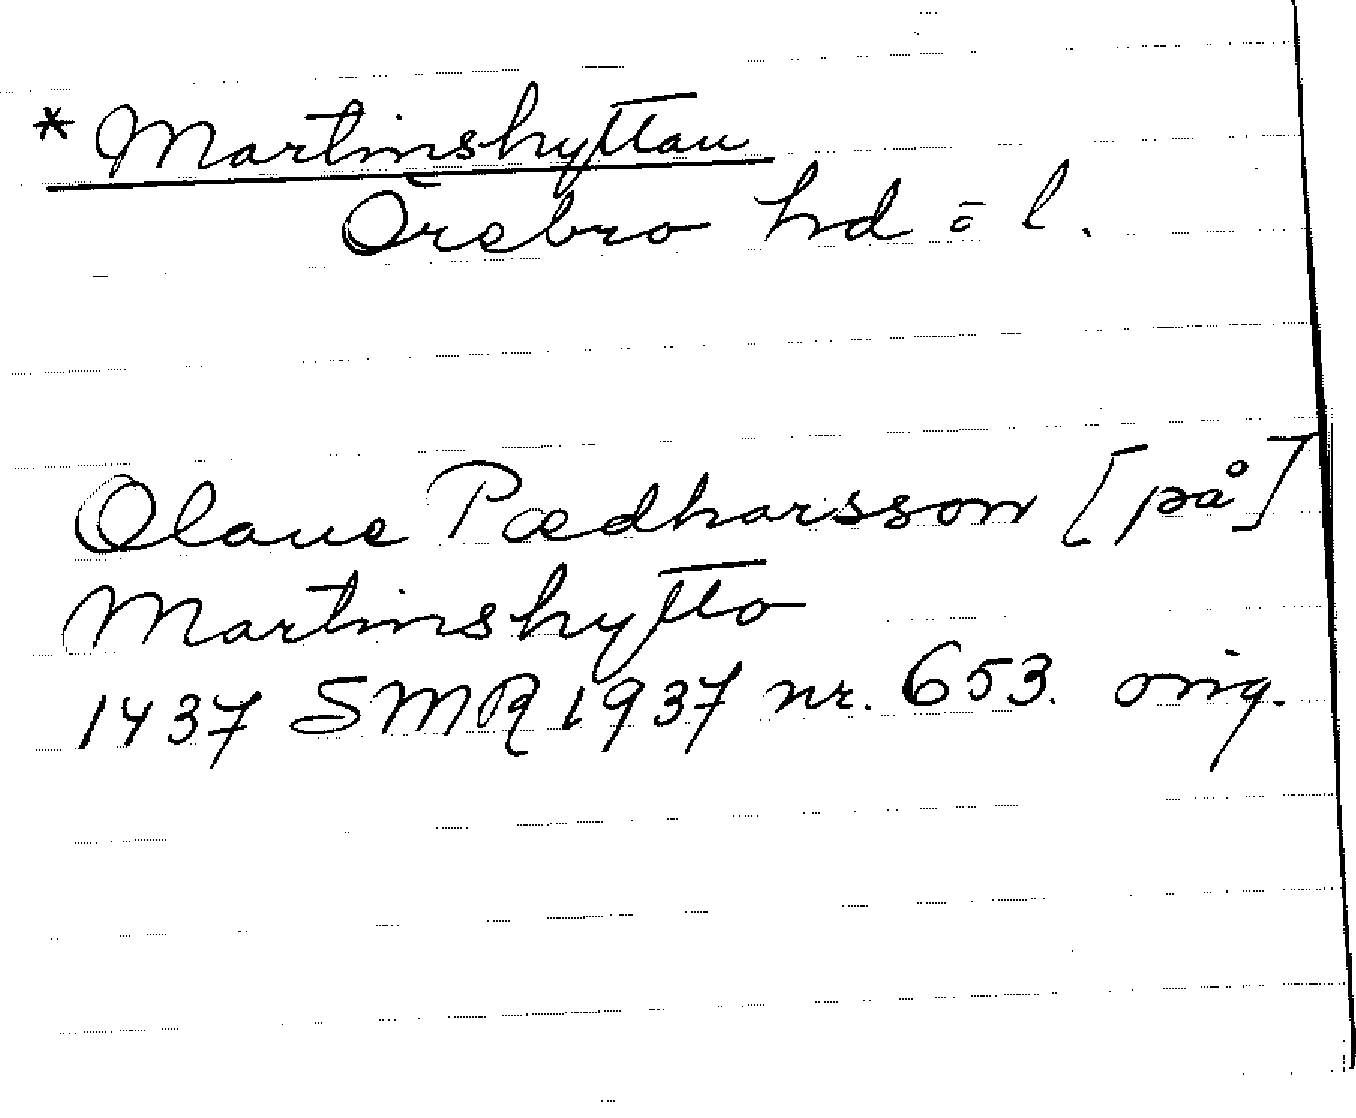 * Martinshyttan
Örebro hd o l.
Olaue Pædharsson [på]
Martinshytto
1437 SMR 1937 nr. 653. orig.